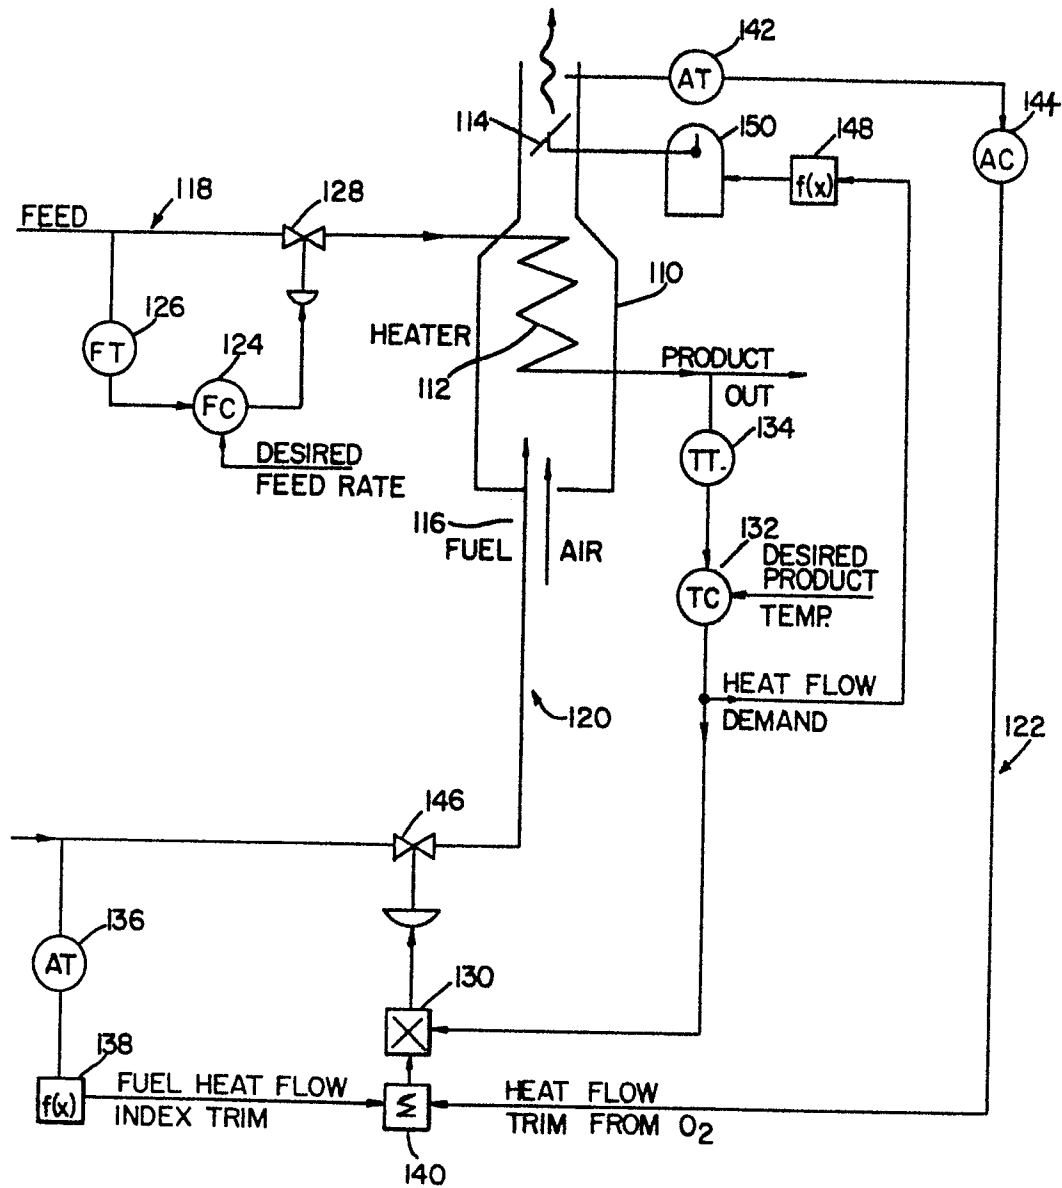 142
AT
144
114
150
148
AC
f(x)
118
128
FEED
110
126
HEATER
124
FT
PRODUCT
112
FC
OUT
134
DESIRED
FEED RATE
TT.
116
132
FUEL
AIR
DESIRED
PRODUCT
TC
TEMP.
HEAT FLOW
DEMAND
120
122
146
136
AT
130
138
FUEL HEAT FLOW
INDEX TRIM
f(x)
≤
HEAT FLOW
TRIM FROM O2
140